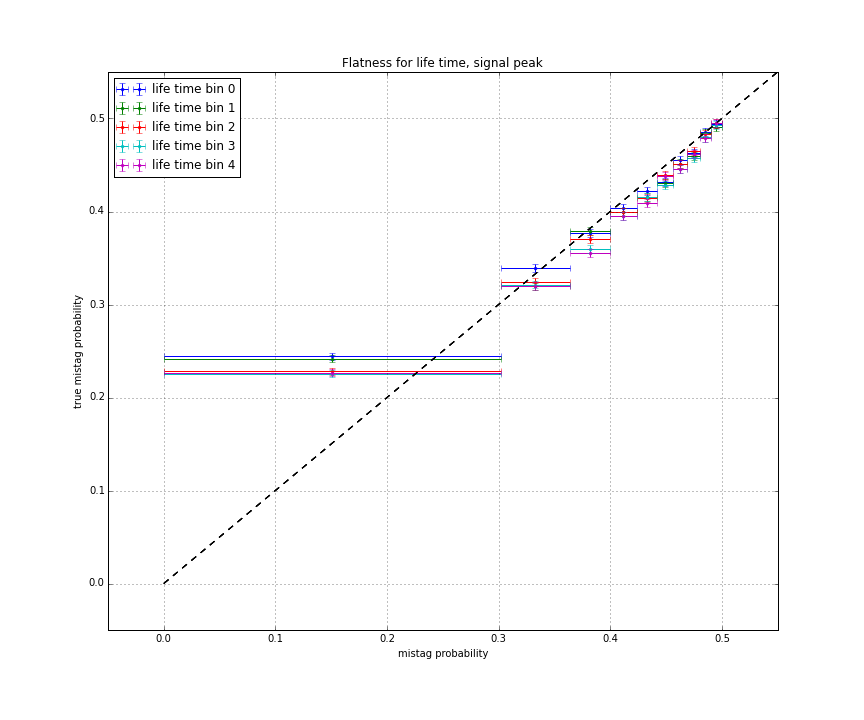 Flatness for life time, signal peak
life time bin 0
life time bin 1
life time bin 2
life time bin 3
life time bin 4
true mistag probability
0.5
0.4
0.3
0.2
0.1
0.0
0.0 0.1 0.2 0.3 0.4 0.5
mistag probability